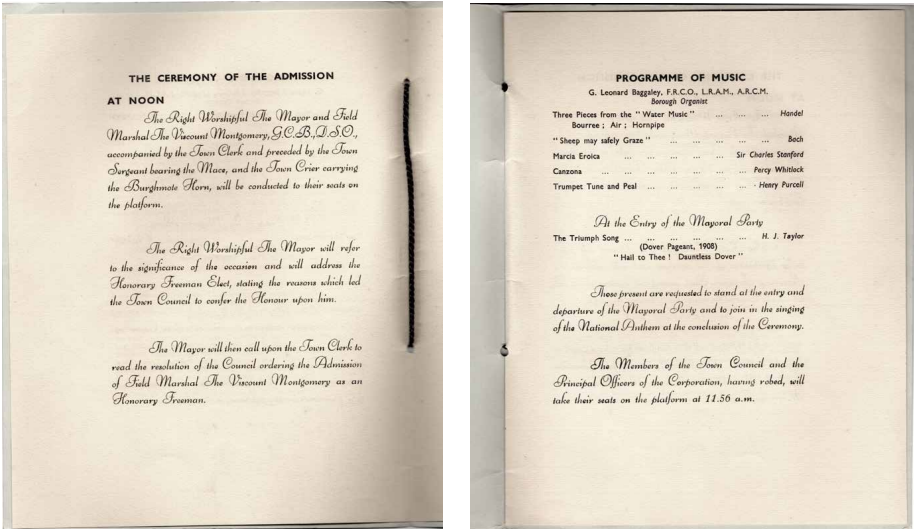 THE CEREMONY OF THE ADMISSION
AT NOON
The Right Worshipful The Mayor and Field
Marshal The Viscount Montgomery, G.C.B., D.S.O.,
accompanied by the Town Clerk and preceded by the Town
Sergeant bearing the Mace, and the Town Crier carrying
the Burghmote Horn, will be conducted to their seats on
the platform.
The Right Worshipful The Mayor will refer
to the significance of the occasion and will address the
Honorary Freeman Elect, stating the reasons which led
the Town Council to confer the Honour upon him.
The Mayor will then call upon the Town Clerk to
read the resolution of the Council ordering the Admission
of Field Marshal The Viscount Montgomery as an
Honorary Freeman.
PROGRAMME OF MUSIC
G. Leonard Baggaley, F.R.C.O., L.R.A.M., A.R.C.M.
Borough Organist
Three Pieces from the "Water Music" ... ... ... Handel
Bourree ; Air ; Hornpipe
"Sheep may safely Graze" ... ... ... ... ... Bach
Marcia Eroica ... ... ... ... ... Sir Charles Stanford
Canzona ... ... ... ... ... ... ... Percy Whitlock
Trumpet Tune and Peal ... ... ... ... ... Henry Purcell
At the Entry of the Mayoral Party
The Triumph Song ... ... ... ... ... ... H. J. Taylor
(Dover Pageant, 1908)
"Hail to Thee ! Dauntless Dover"
Those present are requested to stand at the entry and
departure of the Mayoral Party and to join in the singing
of the National Anthem at the conclusion of the Ceremony.
The Members of the Town Council and the
Principal Officers of the Corporation, having robed, will
take their seats on the platform at 11.56 a.m.